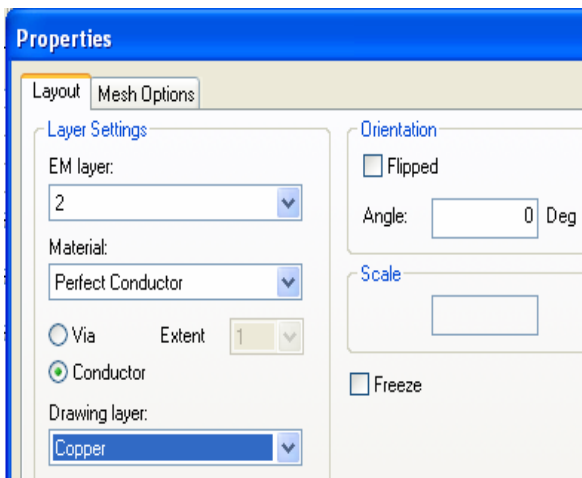 Properties
Layout Mesh Options
Layer Settings
EM layer:
2
Material:
Perfect Conductor
Via Extent 1
Conductor
Drawing layer:
Copper
Orientation
Flipped
Angle: 0 Deg
Scale
Freeze